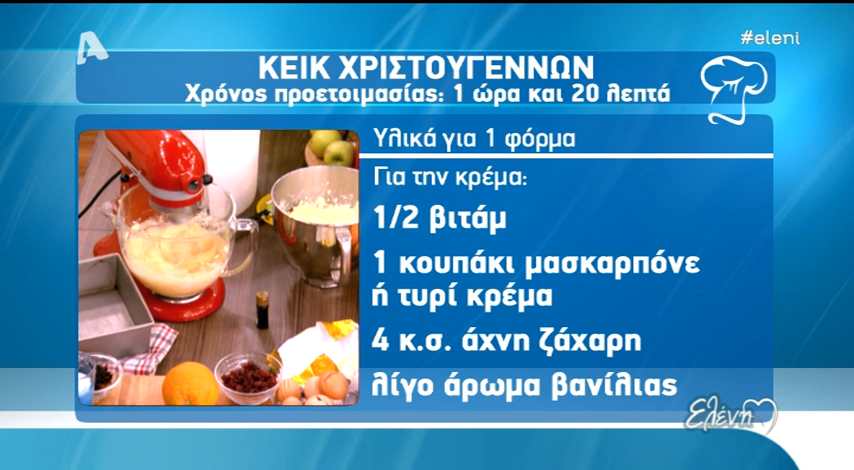 #eleni
ΚΕΙΚ ΧΡΙΣΤΟΥΓΕΝΝΩΝ
Χρόνος προετοιμασίας: 1 ώρα και 20 λεπτά
Υλικά για 1 φόρμα
Για την κρέμα:
1/2 βιτάμ
1 κουπάκι μασκαρπόνε
ή τυρί κρέμα
4 κ.σ. άχνη ζάχαρη
λίγο άρωμα βανίλιας
Ελένη